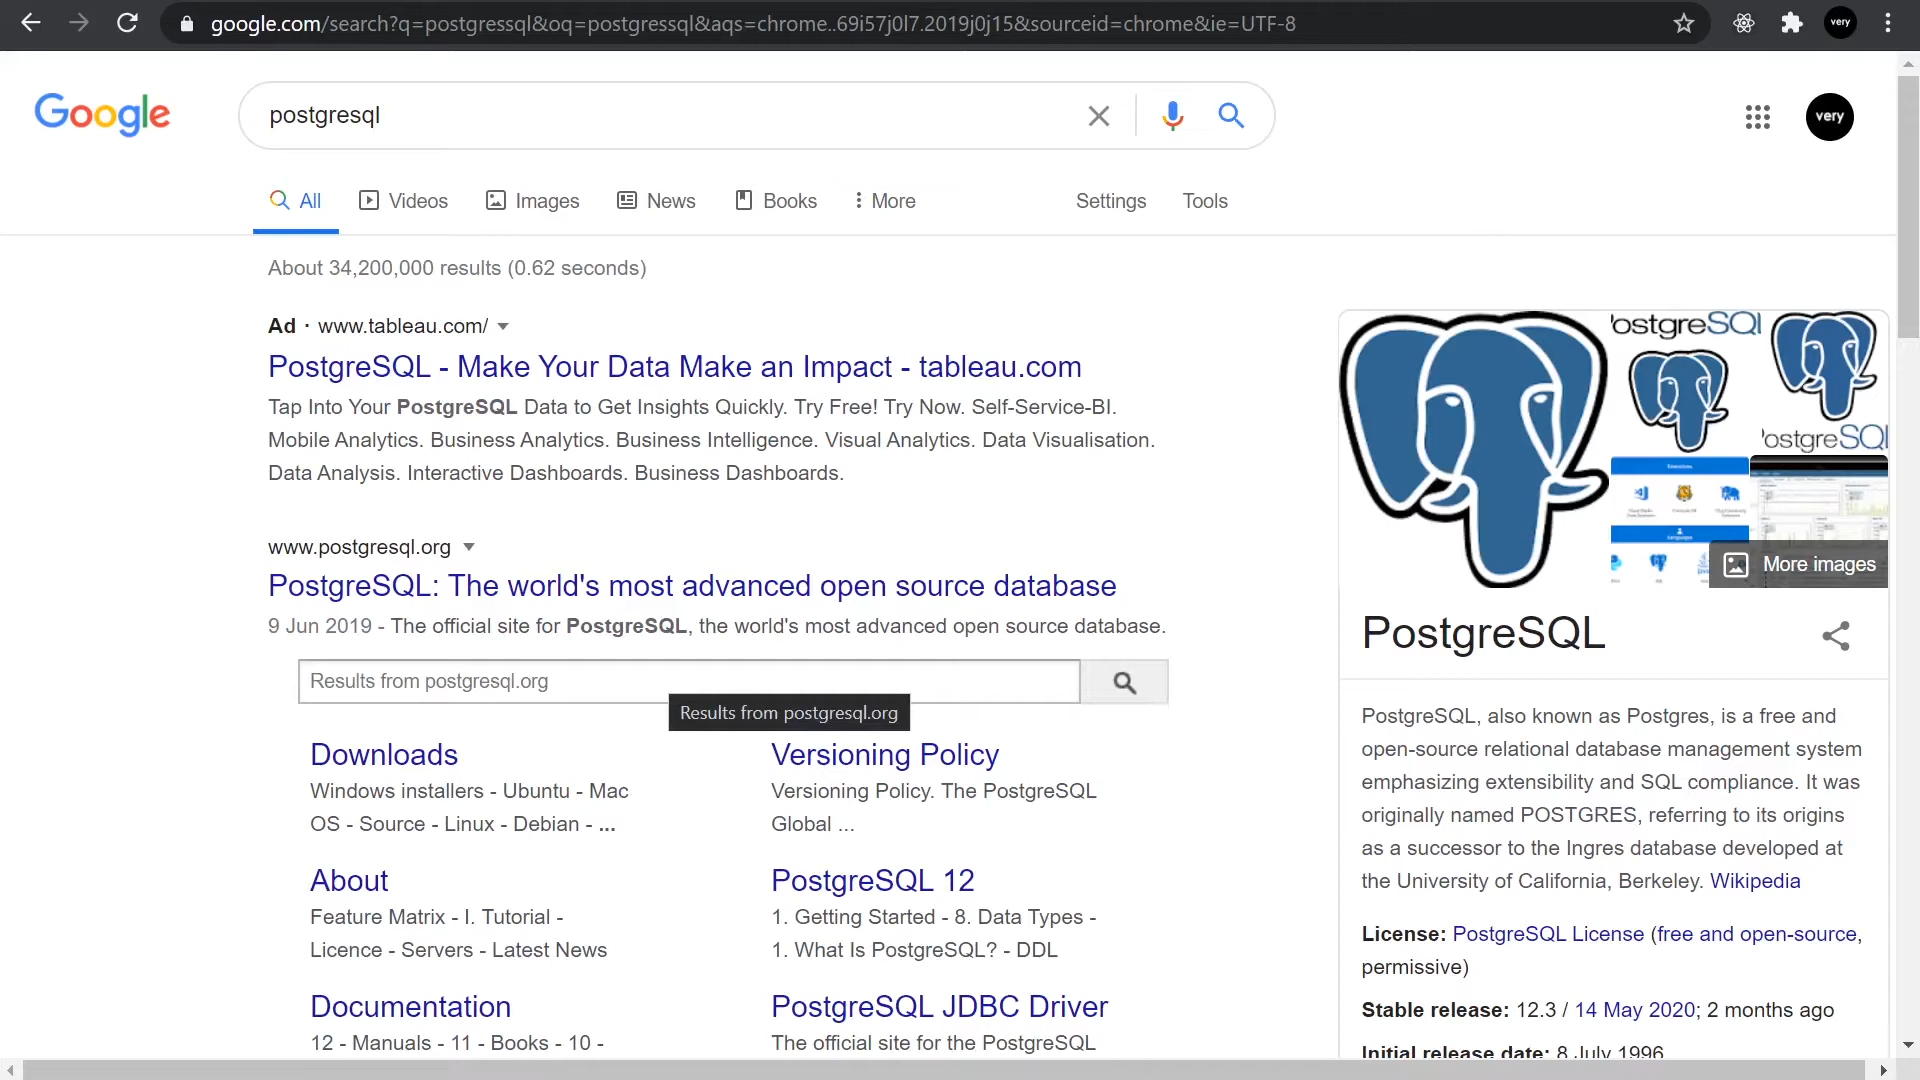 google.com/search?q=postgressql&oq=postgressql&aqs=chrome..69i57j0l7.2019j0j15&sourceid=chrome&ie=UTF-8
very
Google
postgresql
very
All
Videos
Images
News
Books
More
Settings
Tools
About 34,200,000 results (0.62 seconds)
Ad · www.tableau.com/
PostgreSQL - Make Your Data Make an Impact - tableau.com
Tap Into Your PostgreSQL Data to Get Insights Quickly. Try Free! Try Now. Self-Service-BI.
Mobile Analytics. Business Analytics. Business Intelligence. Visual Analytics. Data Visualisation.
Data Analysis. Interactive Dashboards. Business Dashboards.
www.postgresql.org
PostgreSQL: The world's most advanced open source database
9 Jun 2019 - The official site for PostgreSQL, the world's most advanced open source database.
Results from postgresql.org
Results from postgresql.org
Downloads
Windows installers - Ubuntu - Mac
OS - Source - Linux - Debian - ...
Versioning Policy
Versioning Policy. The PostgreSQL
Global ...
About
Feature Matrix - I. Tutorial -
Licence - Servers - Latest News
PostgreSQL 12
1. Getting Started - 8. Data Types -
1. What Is PostgreSQL? - DDL
Documentation
12 - Manuals - 11 - Books - 10 -
PostgreSQL JDBC Driver
The official site for the PostgreSQL
ostgreSQL
ostgreSQL
More images
PostgreSQL
PostgreSQL, also known as Postgres, is a free and
open-source relational database management system
emphasizing extensibility and SQL compliance. It was
originally named POSTGRES, referring to its origins
as a successor to the Ingres database developed at
the University of California, Berkeley. Wikipedia
License: PostgreSQL License (free and open-source,
permissive)
Stable release: 12.3 / 14 May 2020; 2 months ago
Initial release date: 8 July 1996